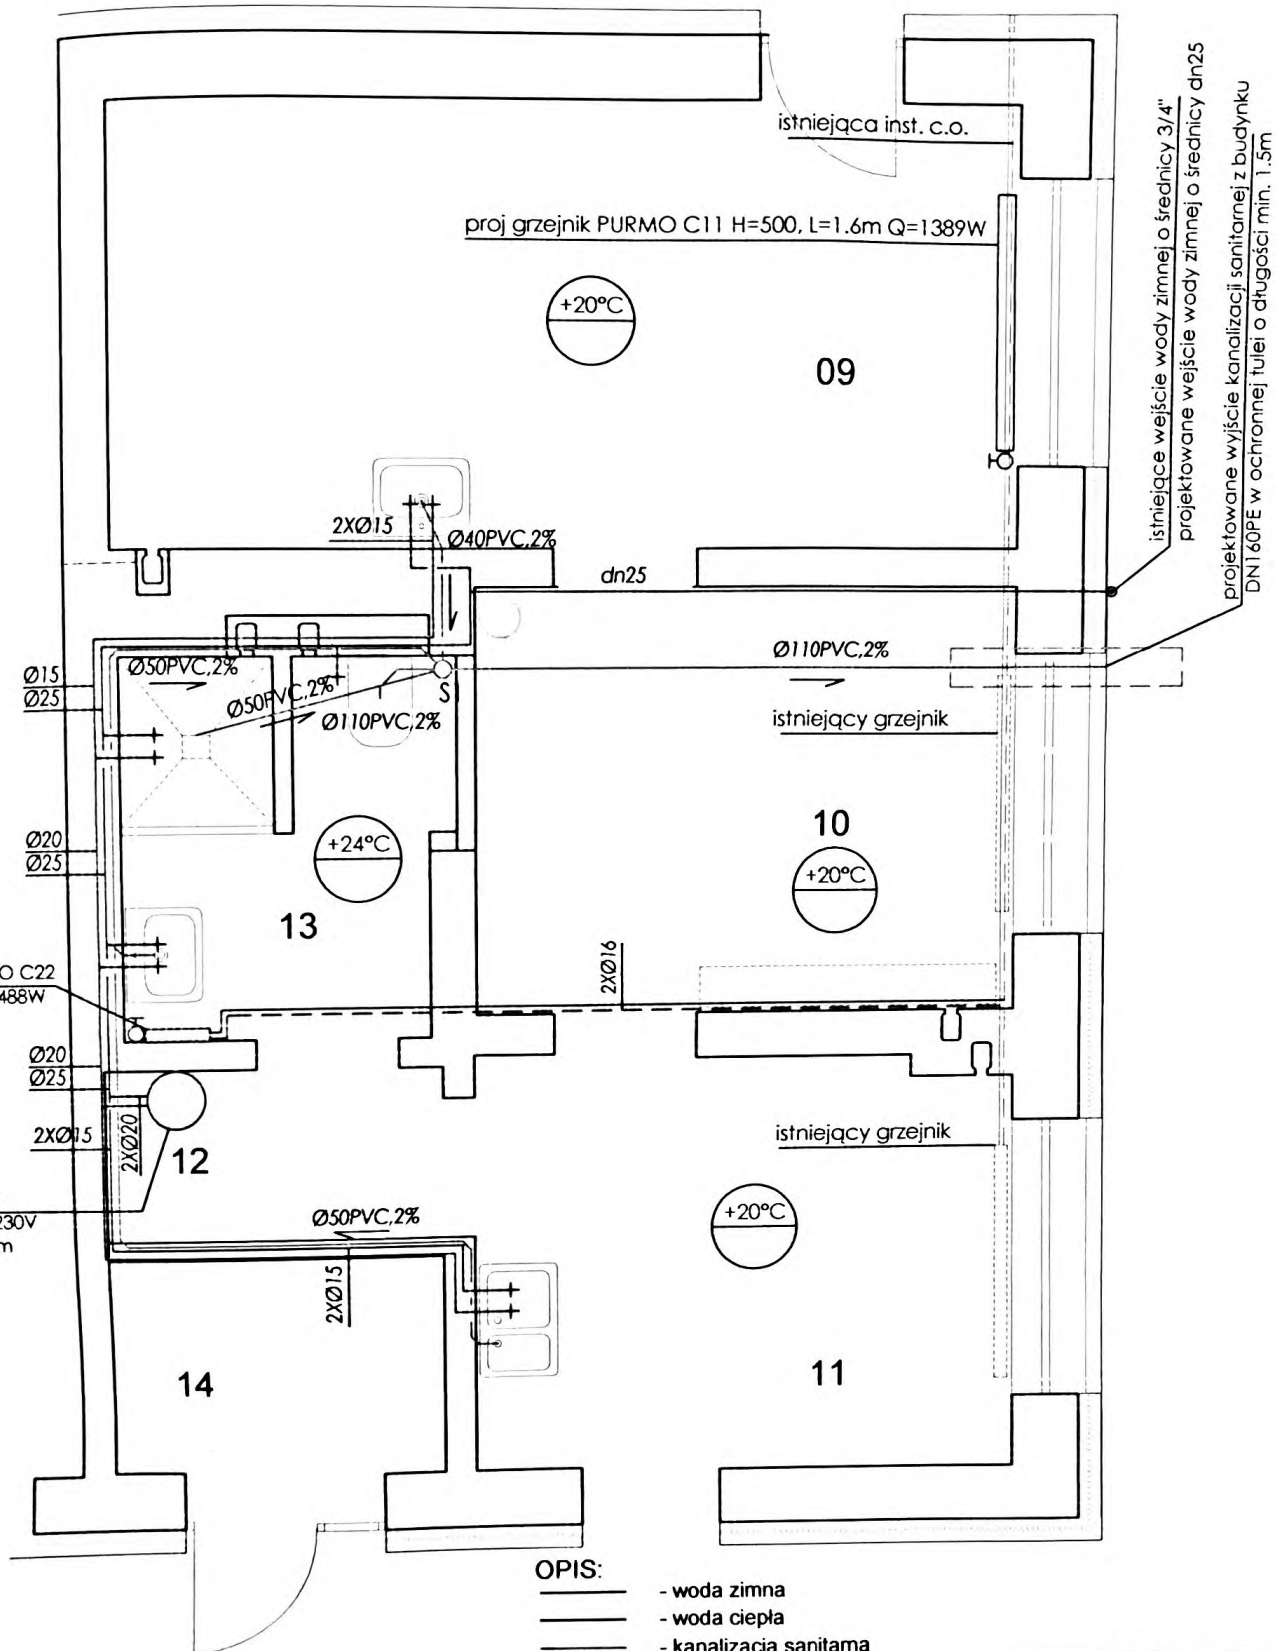 istniejąca inst. c.o.
proj grzejnik PURMO C11 H=500, L=1.6m Q=1389W
+20°C
09
istniejące wejście wody zimnej o średnicy 3/4"
projektowane wejście wody zimnej o średnicy dn25
projektowane wyjście kanalizacji sanitarnej z budynku
DN160PE w ochronnej tulei o długości min. 1.5m
2XØ15
Ø40PVC,2%
dn25
Ø50PVC,2%
Ø110PVC,2%
Ø15
Ø25
Ø50PVC,2%
S
Ø110PVC,2%
istniejący grzejnik
10
+20°C
Ø20
Ø25
+24°C
13
2XØ16
O C22
488W
Ø20
Ø25
2XØ15
2XØ20
12
istniejący grzejnik
230V
m
Ø50PVC,2%
+20°C
2XØ15
14
11
OPIS:
- woda zimna
- woda ciepła
- kanalizacja sanitarna